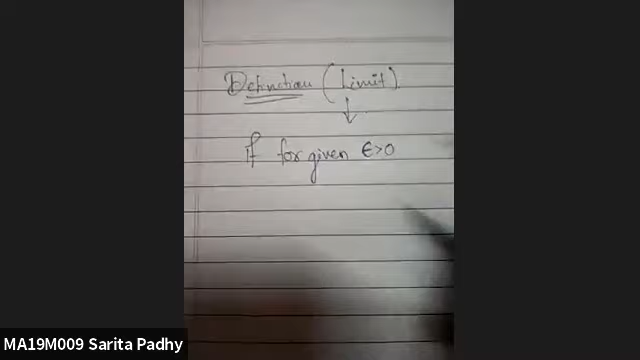 Definition (Limit)
If for given ϵ>0
MA19M009 Sarita Padhy